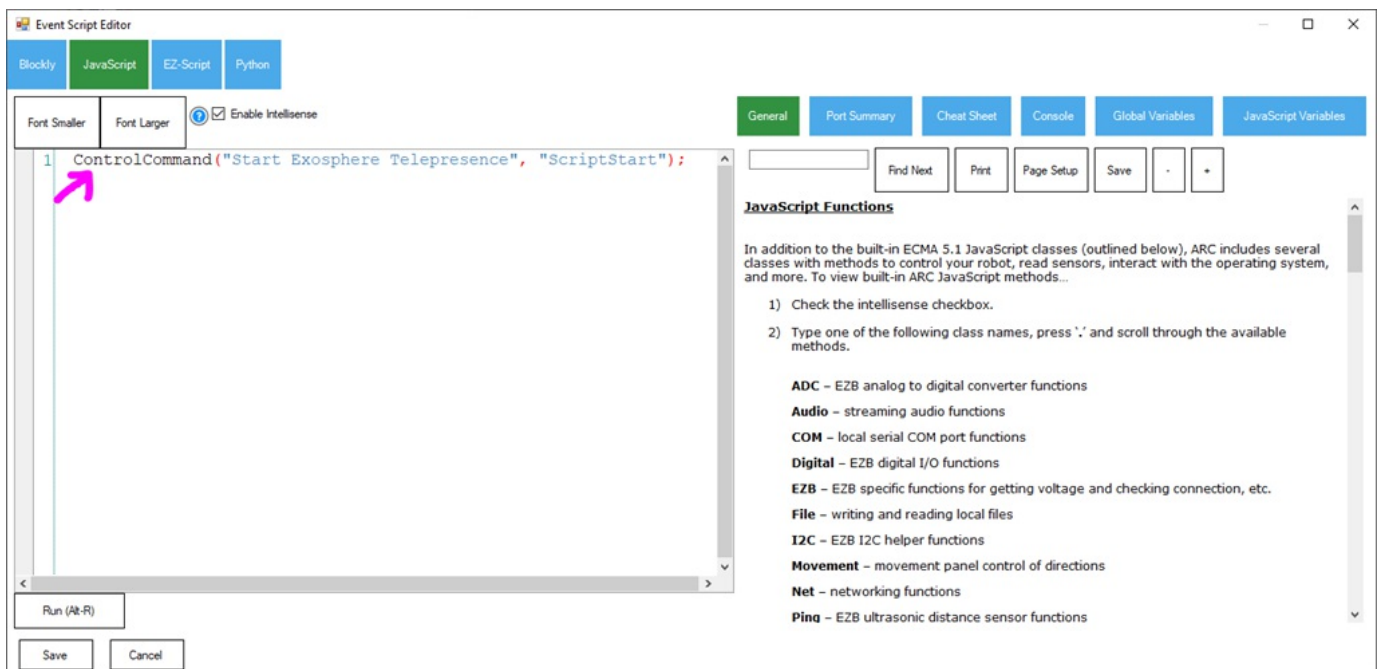 Event Script Editor
Blockly JavaScript EZ-Script Python
Font Smaller Font Larger Enable Intellisense
1 ControlCommand("Start Exosphere Telepresence", "ScriptStart");
Run (Alt-R)
Save Cancel
General Port Summary Cheat Sheet Console Global Variables JavaScript Variables
Find Next Print Page Setup Save - +
JavaScript Functions
In addition to the built-in ECMA 5.1 JavaScript classes (outlined below), ARC includes several
classes with methods to control your robot, read sensors, interact with the operating system,
and more. To view built-in ARC JavaScript methods...
1) Check the intellisense checkbox.
2) Type one of the following class names, press '.' and scroll through the available
methods.
ADC – EZB analog to digital converter functions
Audio – streaming audio functions
COM – local serial COM port functions
Digital – EZB digital I/O functions
EZB – EZB specific functions for getting voltage and checking connection, etc.
File – writing and reading local files
I2C – EZB I2C helper functions
Movement – movement panel control of directions
Net – networking functions
Ping – EZB ultrasonic distance sensor functions